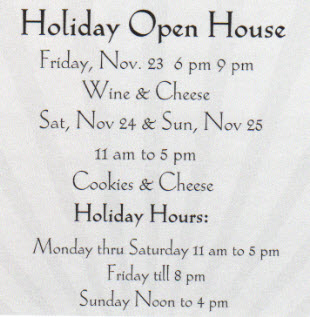 Holiday Open House
Friday, Nov. 23 6 pm 9 pm
Wine & Cheese
Sat, Nov 24 & Sun, Nov 25
11 am to 5 pm
Cookies & Cheese
Holiday Hours:
Monday thru Saturday 11 am to 5 pm
Friday till 8 pm
Sunday Noon to 4 pm